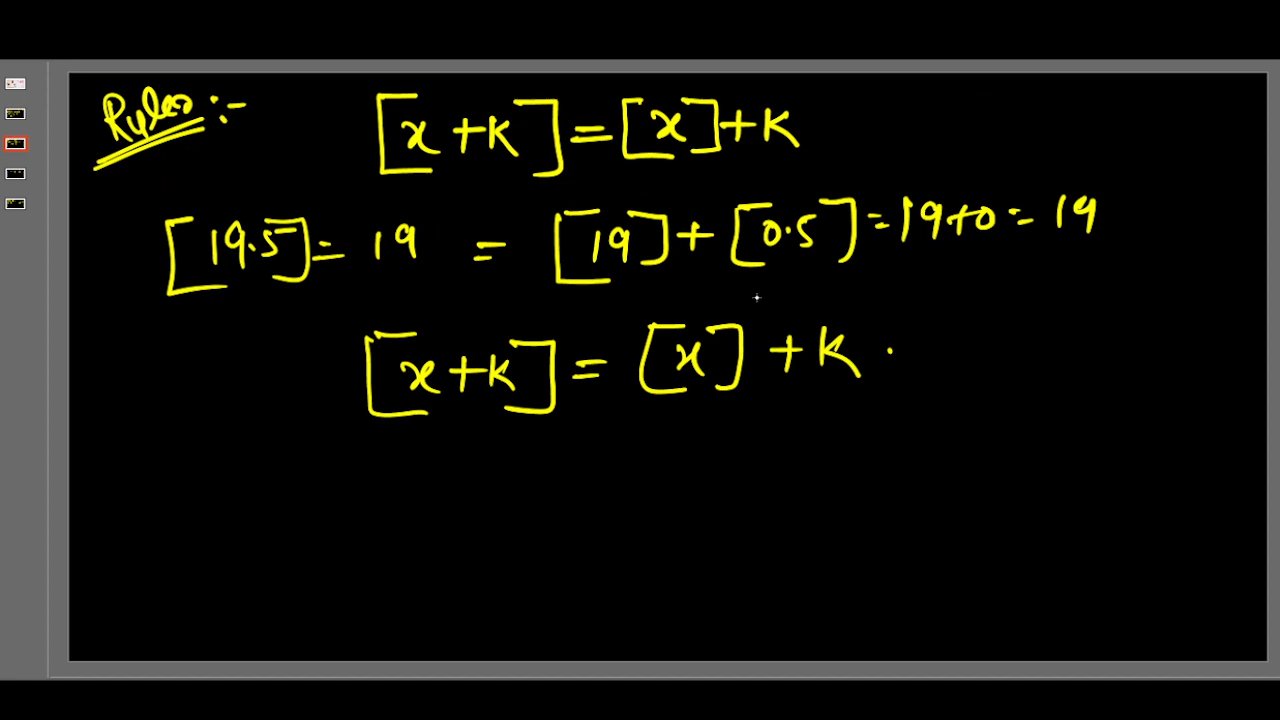 Rules :-
[x + k] = [x] + k
[19.5] = 19 = [19] + [0.5] = 19 + 0 = 19
[x + k] = [x] + k .